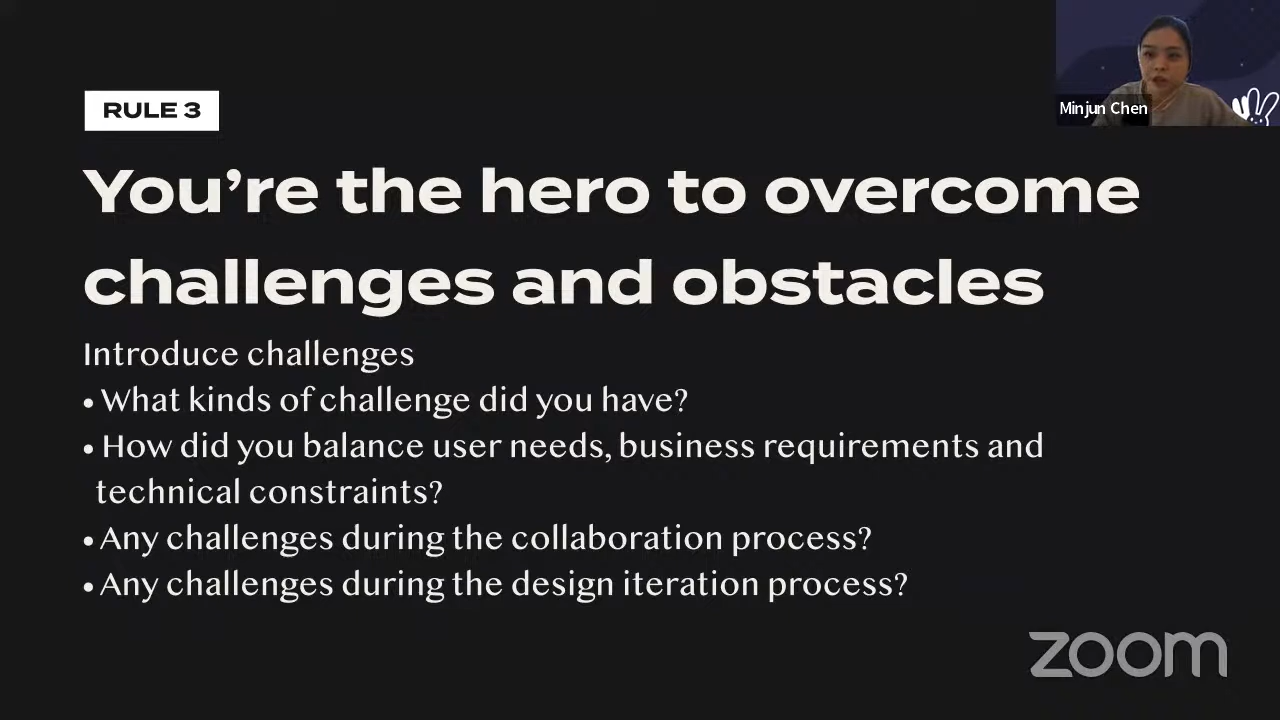 Minjun Chen
RULE 3
You’re the hero to overcome
challenges and obstacles
Introduce challenges
• What kinds of challenge did you have?
• How did you balance user needs, business requirements and
technical constraints?
• Any challenges during the collaboration process?
• Any challenges during the design iteration process?
zoom